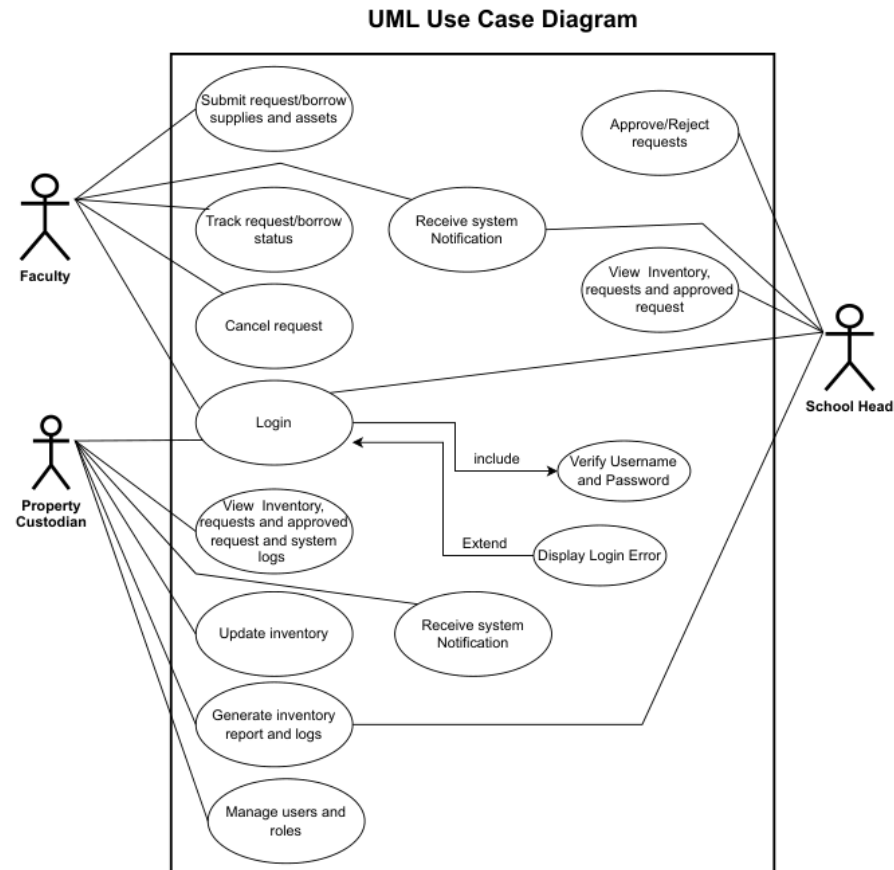 UML Use Case Diagram
Submit request/borrow
supplies and assets
Approve/Reject
requests
Track request/borrow
status
Receive system
Notification
Faculty
View Inventory,
requests and approved
request
Cancel request
School Head
Login
include
Verify Username
and Password
Property
Custodian
View Inventory,
requests and approved
request and system
logs
Extend
Display Login Error
Update inventory
Receive system
Notification
Generate inventory
report and logs
Manage users and
roles